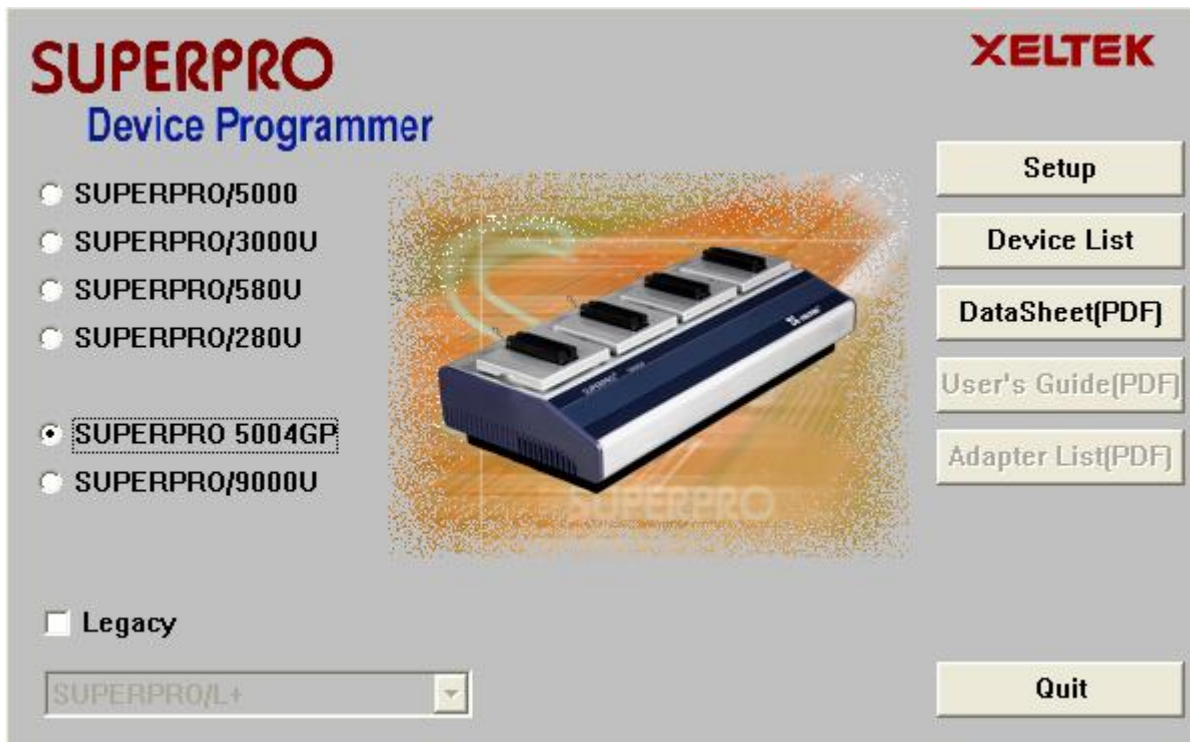 SUPERPRO
Device Programmer
XELTEK
SUPERPRO/5000
SUPERPRO/3000U
SUPERPRO/580U
SUPERPRO/280U
SUPERPRO 5004GP
SUPERPRO/9000U
SUPERPRO
Setup
Device List
DataSheet(PDF)
User's Guide(PDF)
Adapter List(PDF)
Legacy
SUPERPRO/L+
Quit